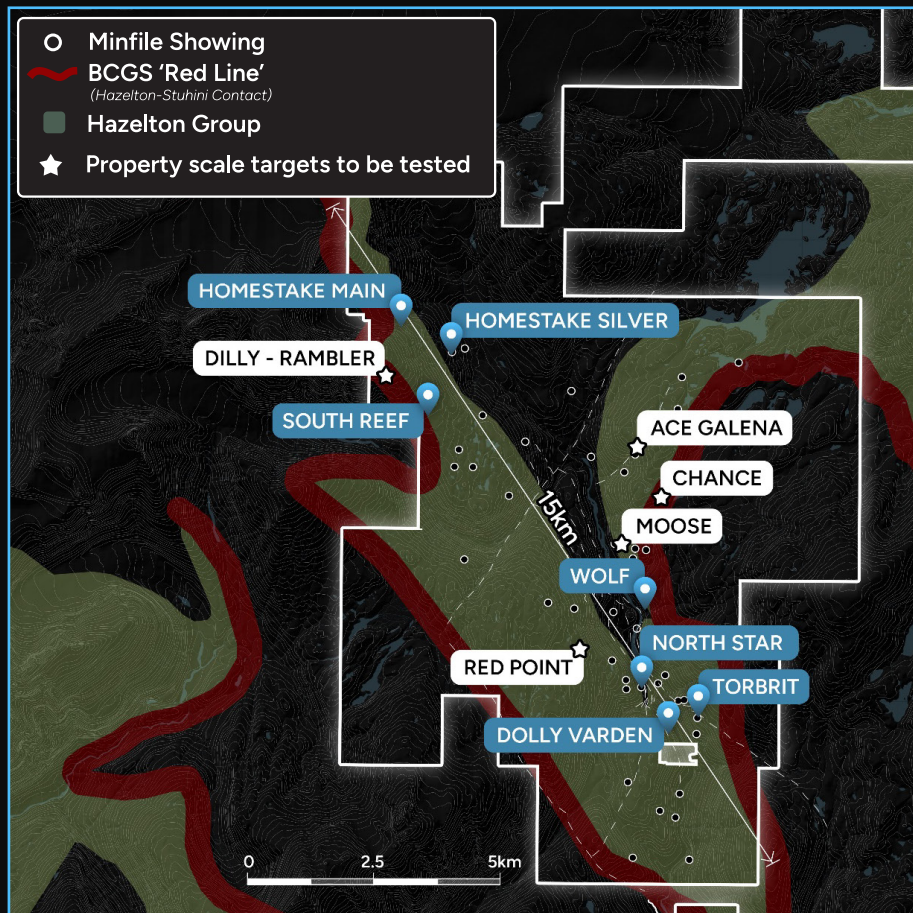 Minfile Showing
BCGS ‘Red Line’
(Hazelton-Stuhini Contact)
Hazelton Group
Property scale targets to be tested
HOMESTAKE MAIN
HOMESTAKE SILVER
DILLY - RAMBLER
SOUTH REEF
ACE GALENA
CHANCE
15km
MOOSE
WOLF
NORTH STAR
RED POINT
TORBRIT
DOLLY VARDEN
0 2.5 5km